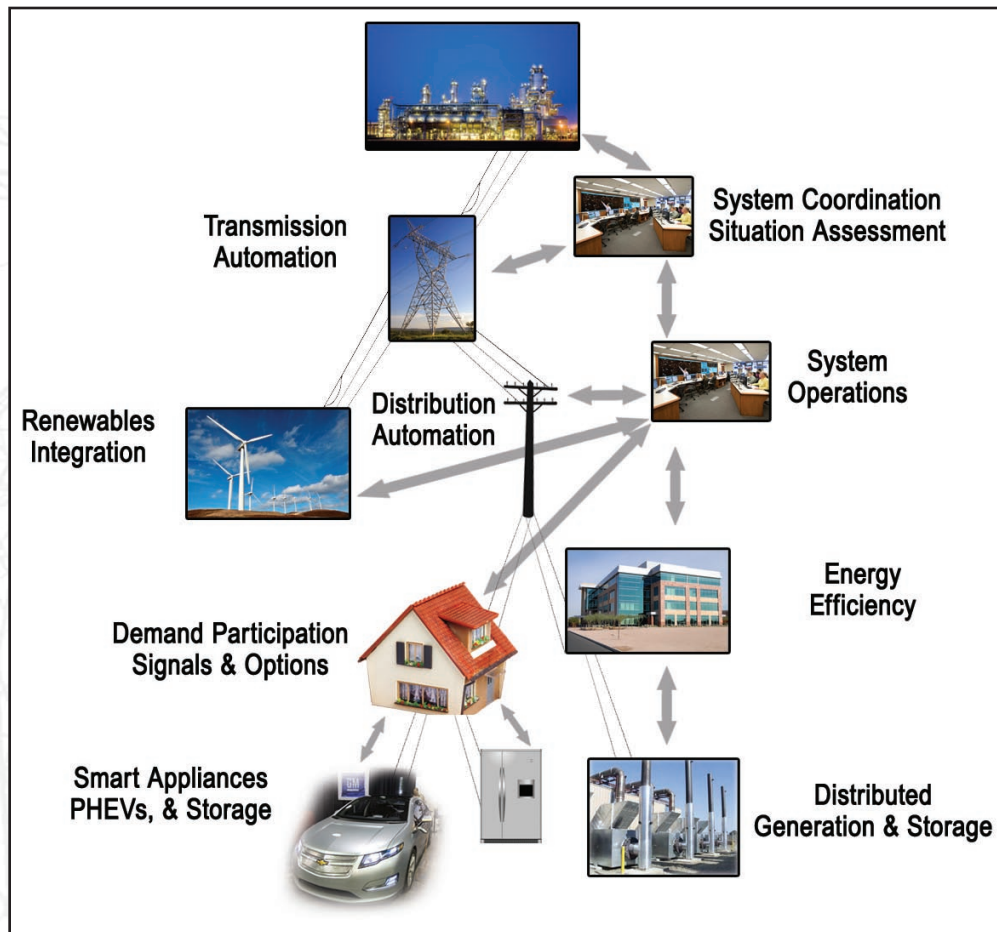 System Coordination
Situation Assessment
Transmission
Automation
System
Operations
Distribution
Automation
Renewables
Integration
Energy
Efficiency
Demand Participation
Signals & Options
Smart Appliances
PHEVs, & Storage
GM
Distributed
Generation & Storage